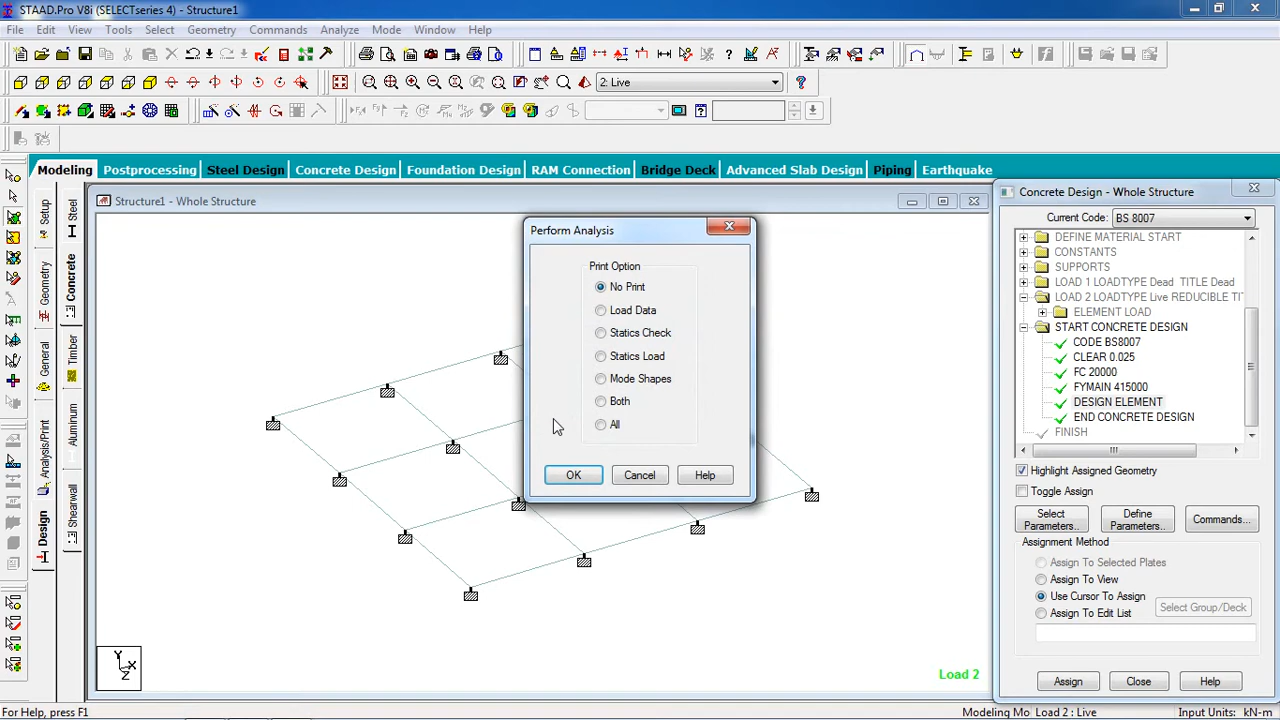 STAAD.Pro V8i (SELECTseries 4) - Structure1
File Edit View Tools Select Geometry Commands Analyze Mode Window Help
2: Live
Modeling Postprocessing Steel Design Concrete Design Foundation Design RAM Connection Bridge Deck Advanced Slab Design Piping Earthquake
Setup
Geometry
General
Analysis/Print
Design
Steel
Concrete
Timber
Aluminum
Shearwall
Structure1 - Whole Structure
Perform Analysis
Print Option
No Print
Load Data
Statics Check
Statics Load
Mode Shapes
Both
All
OK Cancel Help
Load 2
Concrete Design - Whole Structure
Current Code: BS 8007
DEFINE MATERIAL START
CONSTANTS
SUPPORTS
LOAD 1 LOADTYPE Dead TITLE Dead
LOAD 2 LOADTYPE Live REDUCIBLE TI
ELEMENT LOAD
START CONCRETE DESIGN
CODE BS8007
CLEAR 0.025
FC 20000
FYMAIN 415000
DESIGN ELEMENT
END CONCRETE DESIGN
FINISH
Highlight Assigned Geometry
Toggle Assign
Select Parameters..
Define Parameters..
Commands...
Assignment Method
Assign To Selected Plates
Assign To View
Use Cursor To Assign
Select Group/Deck
Assign To Edit List
Assign Close Help
Y
X
Z
For Help, press F1
Modeling Mo Load 2 : Live Input Units: kN-m